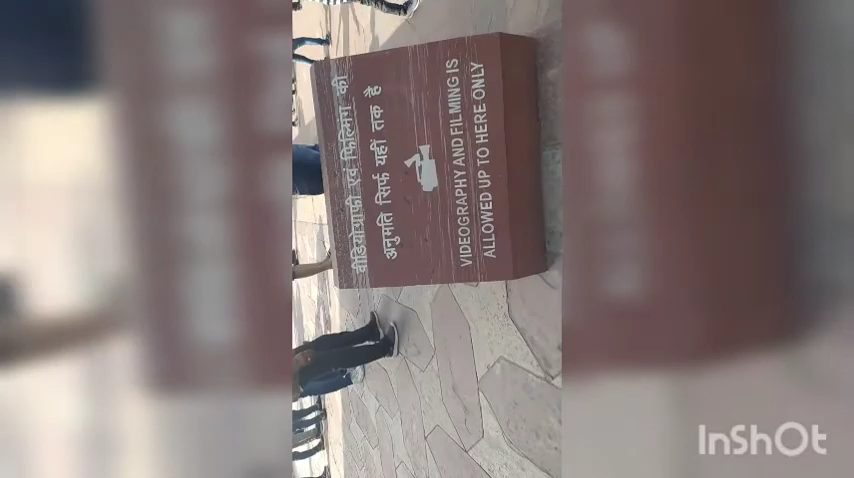 वीडियोग्राफी एवं फिल्मिंग की
अनुमति सिर्फ यहीं तक है
VIDEOGRAPHY AND FILMING IS
ALLOWED UP TO HERE ONLY
InShOt